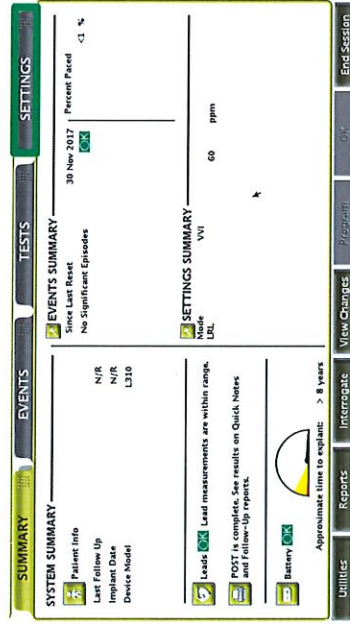 SUMMARY
EVENTS
TESTS
SETTINGS
SYSTEM SUMMARY
Patient Info
Last Follow Up N/R
Implant Date N/R
Device Model L310
Leads OK Lead measurements are within range.
POST is complete, See results on Quick Notes
and Follow-Up reports.
Battery OK
Approximate time to explant: > 8 years
EVENTS SUMMARY
Since Last Reset 30 Nov 2017
No Significant Episodes OK
Percent Paced
<1 %
SETTINGS SUMMARY
Mode VVI
LRL 60 ppm
Utilities
Reports
Interrogate
View Changes
Program
OK
End Session